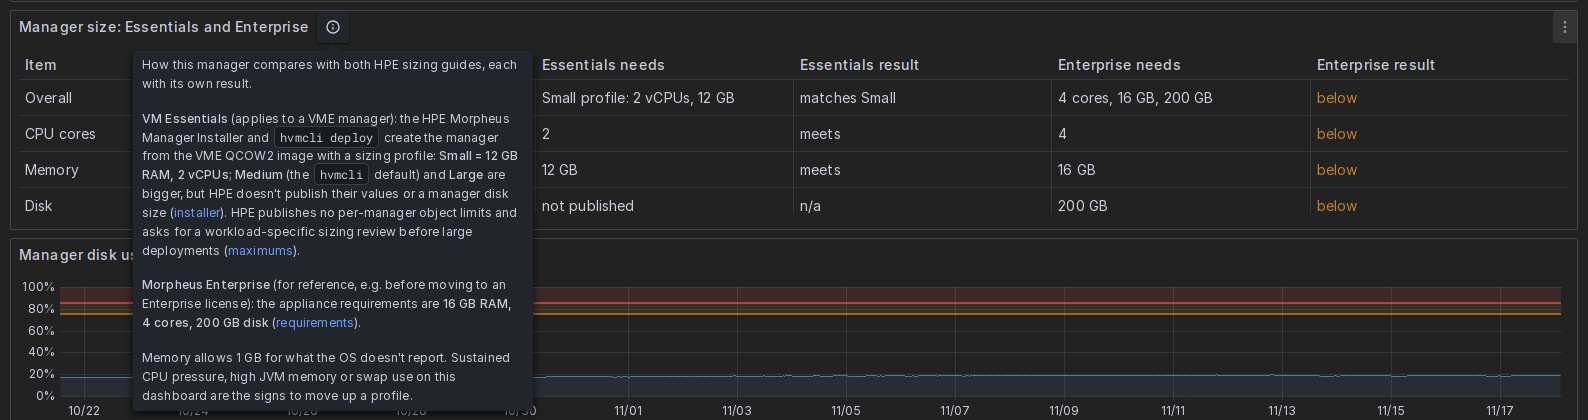 Manager size: Essentials and Enterprise
Item Essentials needs Essentials result Enterprise needs Enterprise result
Overall Small profile: 2 vCPUs, 12 GB matches Small 4 cores, 16 GB, 200 GB below
CPU cores 2 meets 4 below
Memory 12 GB meets 16 GB below
Disk not published n/a 200 GB below
How this manager compares with both HPE sizing guides, each
with its own result.
VM Essentials (applies to a VME manager): the HPE Morpheus
Manager Installer and hvmcli deploy create the manager
from the VME QCOW2 image with a sizing profile: Small = 12 GB
RAM, 2 vCPUs; Medium (the hvmcli default) and Large are
bigger, but HPE doesn't publish their values or a manager disk
size (installer). HPE publishes no per-manager object limits and
asks for a workload-specific sizing review before large
deployments (maximums).
Morpheus Enterprise (for reference, e.g. before moving to an
Enterprise license): the appliance requirements are 16 GB RAM,
4 cores, 200 GB disk (requirements).
Memory allows 1 GB for what the OS doesn't report. Sustained
CPU pressure, high JVM memory or swap use on this
dashboard are the signs to move up a profile.
Manager disk us
100%
80%
60%
40%
20%
0%
10/22 10/24 10/26 10/28 10/30 11/01 11/03 11/05 11/07 11/09 11/11 11/13 11/15 11/17